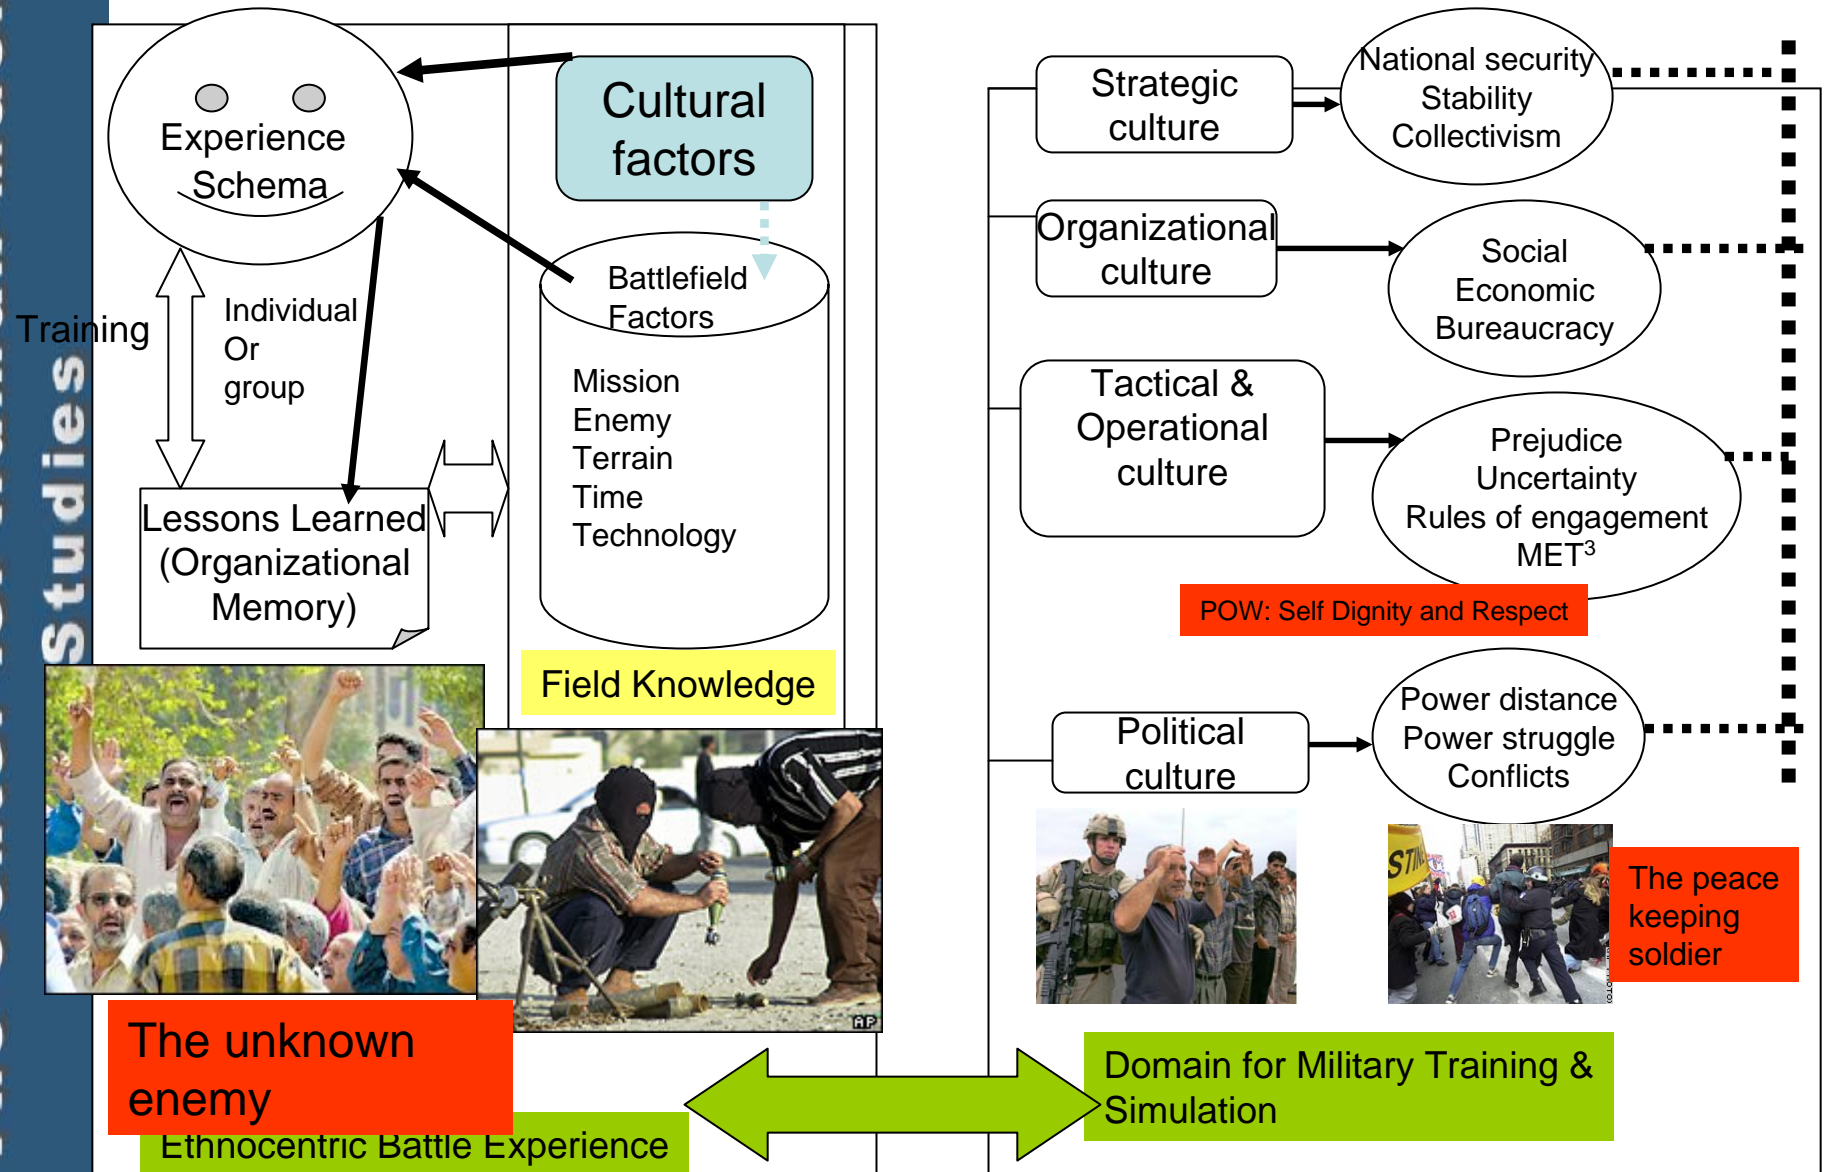 Studies
Experience
Schema
Cultural
factors
Training
Individual
Or
group
Battlefield
Factors
Mission
Enemy
Terrain
Time
Technology
Lessons Learned
(Organizational
Memory)
Field Knowledge
AP
The unknown
enemy
Ethnocentric Battle Experience
Strategic
culture
National security
Stability
Collectivism
Organizational
culture
Social
Economic
Bureaucracy
Tactical &
Operational
culture
Prejudice
Uncertainty
Rules of engagement
MET³
POW: Self Dignity and Respect
Political
culture
Power distance
Power struggle
Conflicts
The peace
keeping
soldier
Domain for Military Training &
Simulation